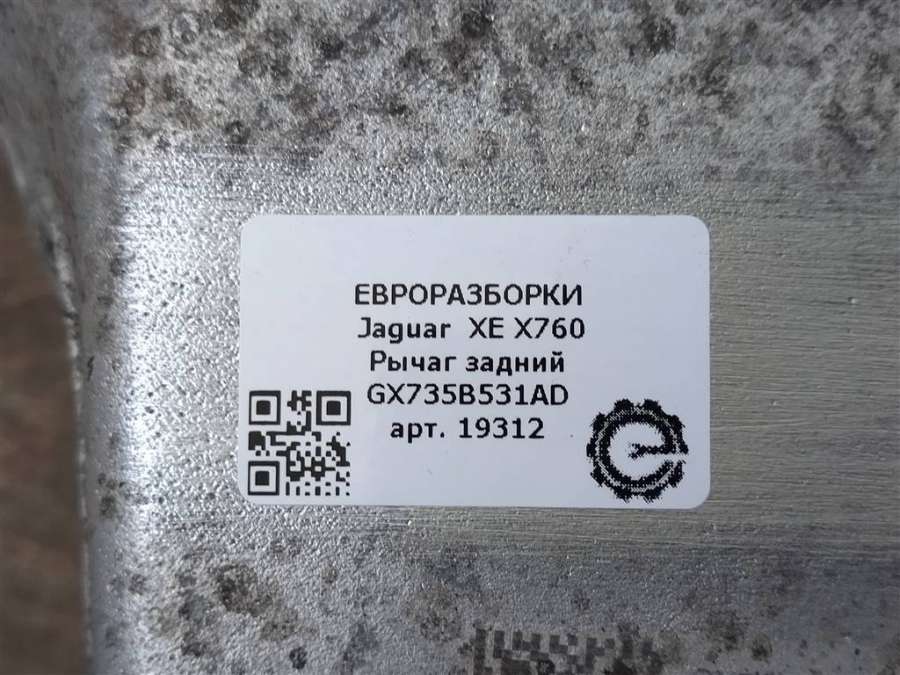 ЕВРОРАЗБОРКИ
Jaguar XE X760
Рычаг задний
GX735B531AD
арт. 19312